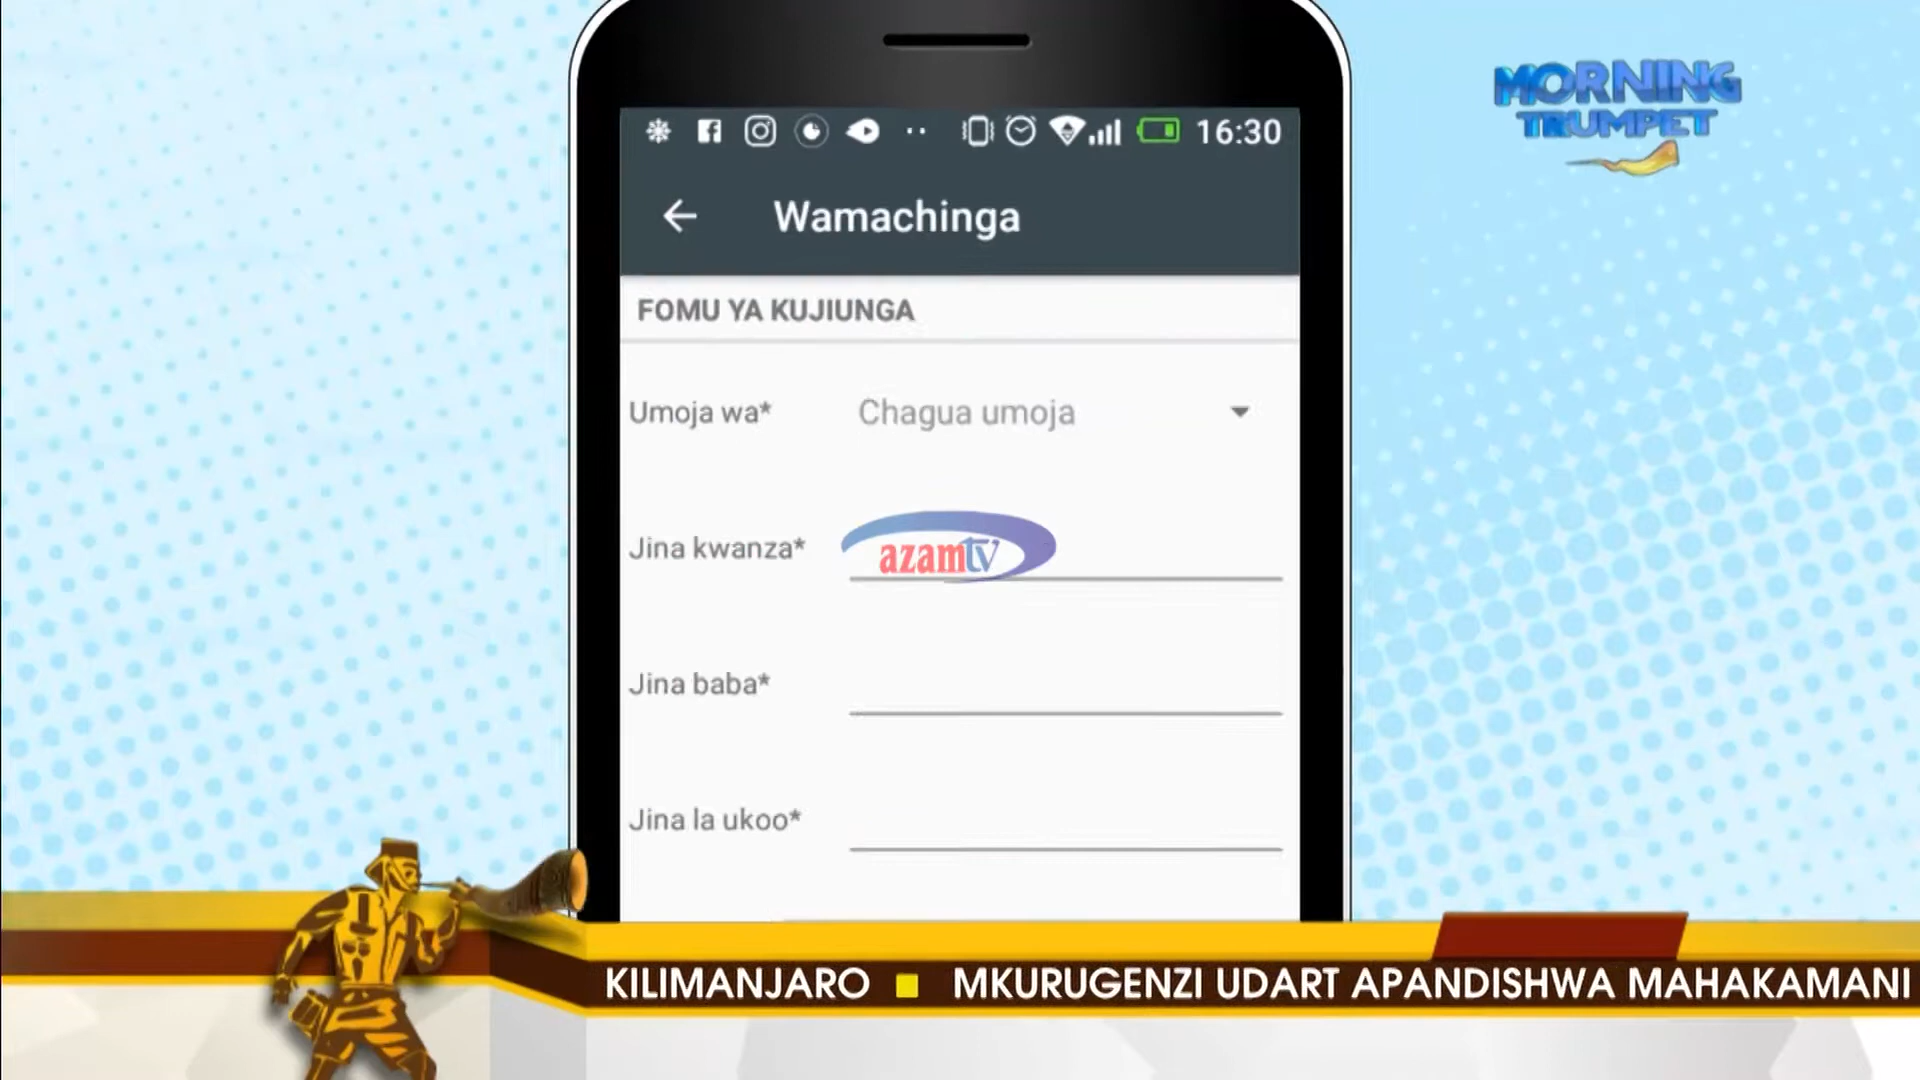 MORNING
TRUMPET
16:30
Wamachinga
FOMU YA KUJIUNGA
Umoja wa*
Chagua umoja
Jina kwanza*
azamtv
Jina baba*
Jina la ukoo*
KILIMANJARO MKURUGENZI UDART APANDISHWA MAHAKAMANI